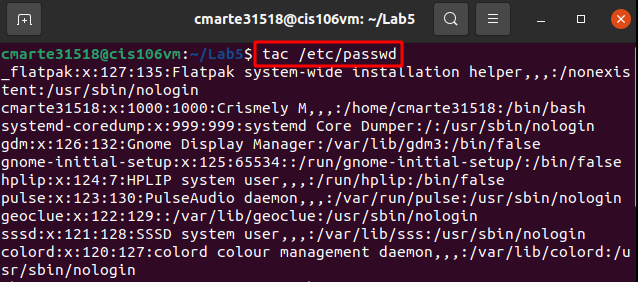 cmarte31518@cis106vm: ~/Lab5
cmarte31518@cis106vm:~/Lab5$ tac /etc/passwd
_flatpak:x:127:135:Flatpak system-wide installation helper,,,:/nonexis
tent:/usr/sbin/nologin
cmarte31518:x:1000:1000:Crismely M,,,:/home/cmarte31518:/bin/bash
systemd-coredump:x:999:999:systemd Core Dumper:/:/usr/sbin/nologin
gdm:x:126:132:Gnome Display Manager:/var/lib/gdm3:/bin/false
gnome-initial-setup:x:125:65534::/run/gnome-initial-setup/:/bin/false
hplip:x:124:7:HPLIP system user,,,:/run/hplip:/bin/false
pulse:x:123:130:PulseAudio daemon,,,:/var/run/pulse:/usr/sbin/nologin
geoclue:x:122:129::/var/lib/geoclue:/usr/sbin/nologin
sssd:x:121:128:SSSD system user,,,:/var/lib/sss:/usr/sbin/nologin
colord:x:120:127:colord colour management daemon,,,:/var/lib/colord:/u
sr/sbin/nologin